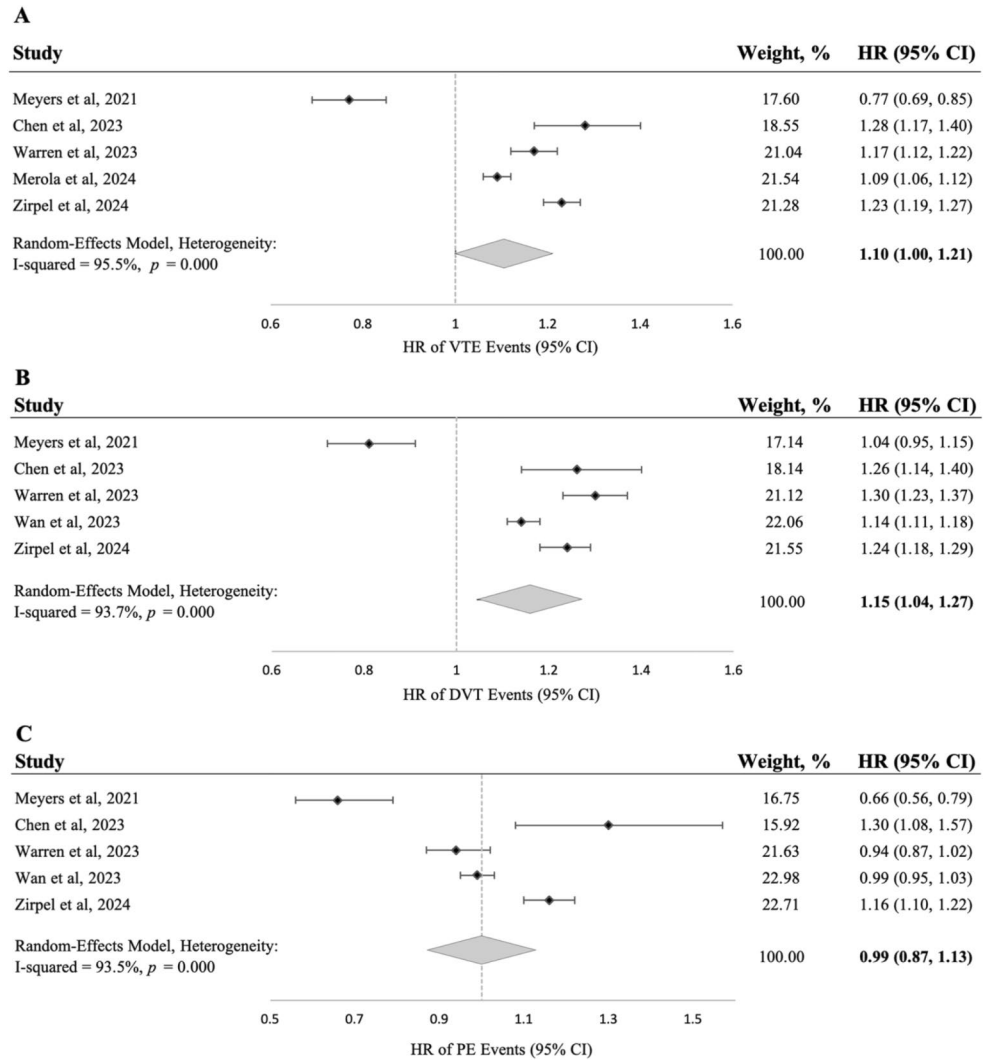 A
Study Weight, % HR (95% CI)
Meyers et al, 2021 17.60 0.77 (0.69, 0.85)
Chen et al, 2023 18.55 1.28 (1.17, 1.40)
Warren et al, 2023 21.04 1.17 (1.12, 1.22)
Merola et al, 2024 21.54 1.09 (1.06, 1.12)
Zirpel et al, 2024 21.28 1.23 (1.19, 1.27)
Random-Effects Model, Heterogeneity:
I-squared = 95.5%, p = 0.000 100.00 1.10 (1.00, 1.21)
0.6 0.8 1 1.2 1.4 1.6
HR of VTE Events (95% CI)
B
Study Weight, % HR (95% CI)
Meyers et al, 2021 17.14 1.04 (0.95, 1.15)
Chen et al, 2023 18.14 1.26 (1.14, 1.40)
Warren et al, 2023 21.12 1.30 (1.23, 1.37)
Wan et al, 2023 22.06 1.14 (1.11, 1.18)
Zirpel et al, 2024 21.55 1.24 (1.18, 1.29)
Random-Effects Model, Heterogeneity:
I-squared = 93.7%, p = 0.000 100.00 1.15 (1.04, 1.27)
0.6 0.8 1 1.2 1.4 1.6
HR of DVT Events (95% CI)
C
Study Weight, % HR (95% CI)
Meyers et al, 2021 16.75 0.66 (0.56, 0.79)
Chen et al, 2023 15.92 1.30 (1.08, 1.57)
Warren et al, 2023 21.63 0.94 (0.87, 1.02)
Wan et al, 2023 22.98 0.99 (0.95, 1.03)
Zirpel et al, 2024 22.71 1.16 (1.10, 1.22)
Random-Effects Model, Heterogeneity:
I-squared = 93.5%, p = 0.000 100.00 0.99 (0.87, 1.13)
0.5 0.7 0.9 1.1 1.3 1.5
HR of PE Events (95% CI)